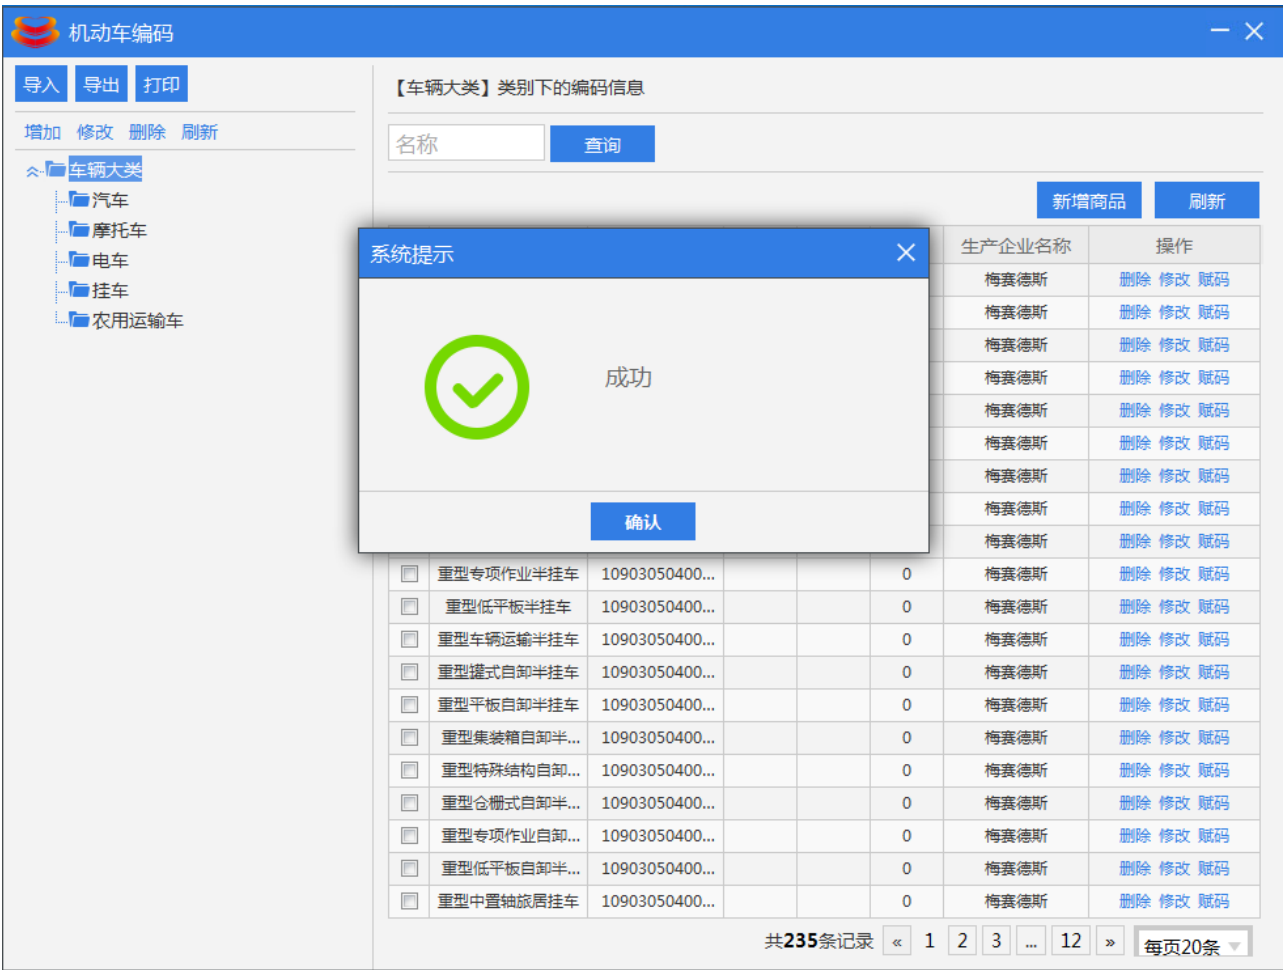 机动车编码
导入 导出 打印
增加 修改 删除 刷新
车辆大类
汽车
摩托车
电车
挂车
农用运输车
【车辆大类】类别下的编码信息
名称 查询
新增商品 刷新
生产企业名称 操作
梅赛德斯 删除 修改 赋码
梅赛德斯 删除 修改 赋码
梅赛德斯 删除 修改 赋码
梅赛德斯 删除 修改 赋码
梅赛德斯 删除 修改 赋码
梅赛德斯 删除 修改 赋码
梅赛德斯 删除 修改 赋码
梅赛德斯 删除 修改 赋码
梅赛德斯 删除 修改 赋码
系统提示
成功
确认
重型专项作业半挂车 10903050400... 0 梅赛德斯 删除 修改 赋码
重型低平板半挂车 10903050400... 0 梅赛德斯 删除 修改 赋码
重型车辆运输半挂车 10903050400... 0 梅赛德斯 删除 修改 赋码
重型罐式自卸半挂车 10903050400... 0 梅赛德斯 删除 修改 赋码
重型平板自卸半挂车 10903050400... 0 梅赛德斯 删除 修改 赋码
重型集装箱自卸半... 10903050400... 0 梅赛德斯 删除 修改 赋码
重型特殊结构自卸... 10903050400... 0 梅赛德斯 删除 修改 赋码
重型仓栅式自卸半... 10903050400... 0 梅赛德斯 删除 修改 赋码
重型专项作业自卸... 10903050400... 0 梅赛德斯 删除 修改 赋码
重型低平板自卸半... 10903050400... 0 梅赛德斯 删除 修改 赋码
重型中置轴旅居挂车 10903050400... 0 梅赛德斯 删除 修改 赋码
共235条记录 « 1 2 3 ... 12 » 每页20条